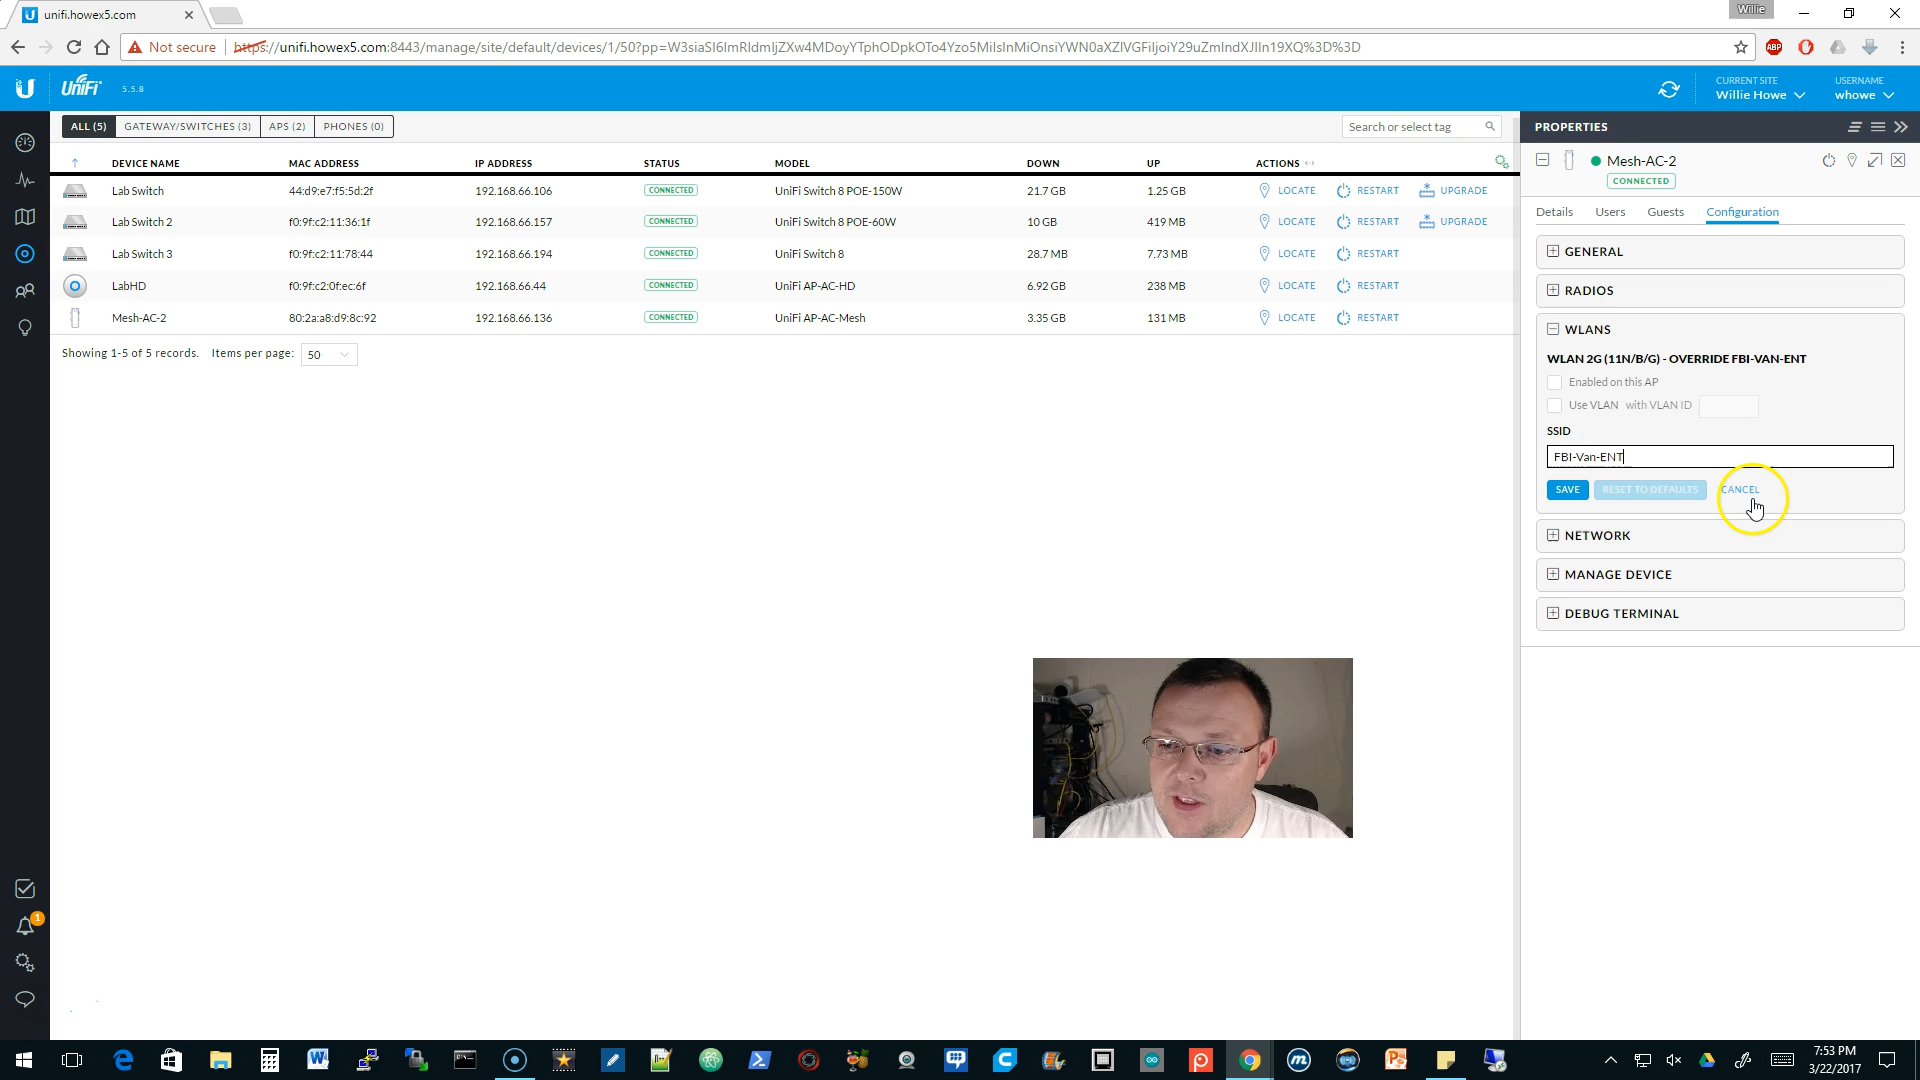 unifi.howex5.com
Willie
Not secure
https://unifi.howex5.com:8443/manage/site/default/devices/1/50?pp=
ABP
UniFi 5.5.8
CURRENT SITE
Willie Howe
USERNAME
whowe
ALL (5) GATEWAY/SWITCHES (3) APS (2) PHONES (0)
Search or select tag
DEVICE NAME MAC ADDRESS IP ADDRESS STATUS MODEL DOWN UP ACTIONS
Lab Switch 44:d9:e7:f5:5d:2f 192.168.66.106 CONNECTED UniFi Switch 8 POE-150W 21.7 GB 1.25 GB LOCATE RESTART UPGRADE
Lab Switch 2 f0:9f:c2:11:36:1f 192.168.66.157 CONNECTED UniFi Switch 8 POE-60W 10 GB 419 MB LOCATE RESTART UPGRADE
Lab Switch 3 f0:9f:c2:11:78:44 192.168.66.194 CONNECTED UniFi Switch 8 28.7 MB 7.73 MB LOCATE RESTART
LabHD f0:9f:c2:0f:ec:6f 192.168.66.44 CONNECTED UniFi AP-AC-HD 6.92 GB 238 MB LOCATE RESTART
Mesh-AC-2 80:2a:a8:d9:8c:92 192.168.66.136 CONNECTED UniFi AP-AC-Mesh 3.35 GB 131 MB LOCATE RESTART
Showing 1-5 of 5 records. Items per page: 50
PROPERTIES
Mesh-AC-2
CONNECTED
Details Users Guests Configuration
GENERAL
RADIOS
WLANS
WLAN 2G (11N/B/G) - OVERRIDE FBI-VAN-ENT
Enabled on this AP
Use VLAN with VLAN ID
SSID
FBI-Van-ENT
SAVE RESET TO DEFAULTS CANCEL
NETWORK
MANAGE DEVICE
DEBUG TERMINAL
1
7:53 PM
3/22/2017